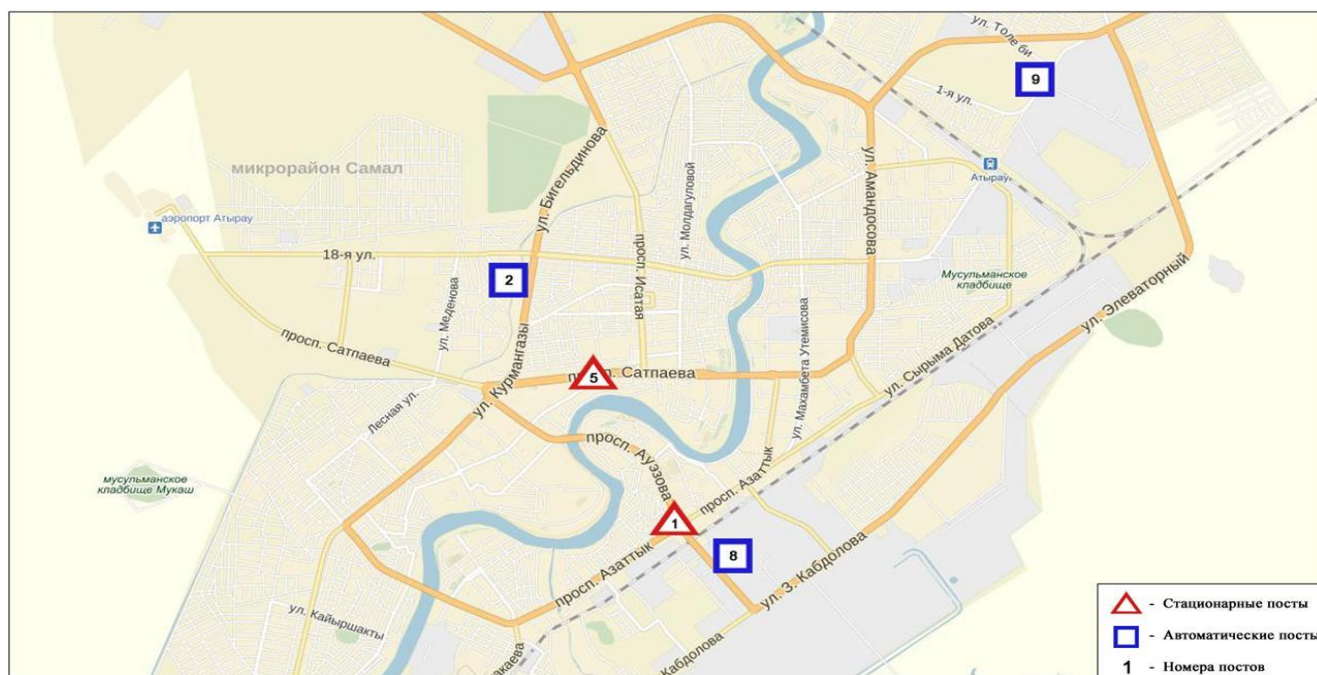 ул. Толе би
9
1-я ул.
ул. Бигельдинова
микрорайон Самал
ул. Молдагуловой
ул. Амандосова
Атырау
аэропорт Атырау
18-я ул.
2
просп. Исатая
Мусульманское
кладбище
ул. Элеваторный
ул. Меденова
просп. Сатпаева
ул. Махамбета Утемисова
ул. Сырыма Датова
5
Сатпаева
ул. Курмангазы
Лесная ул.
просп. Ауэзова
мусульманское
кладбище Мукаш
просп. Азаттык
1
просп. Азаттык
8
ул. З. Кабдолова
ул. Кайыршакты
Кабдолова
- Стационарные посты
- Автоматические посты
1 - Номера постов